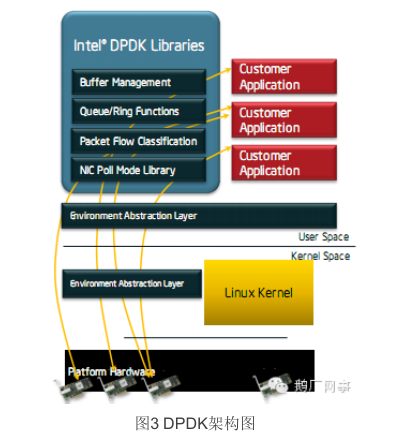 Intel® DPDK Libraries
Buffer Management
Queue/Ring Functions
Packet Flow Classification
NIC Poll Mode Library
Customer
Application
Customer
Application
Customer
Application
Environment Abstraction Layer
User Space
Kernel Space
Environment Abstraction Layer
Linux Kernel
Platform Hardware
鹅厂网事
图3 DPDK架构图